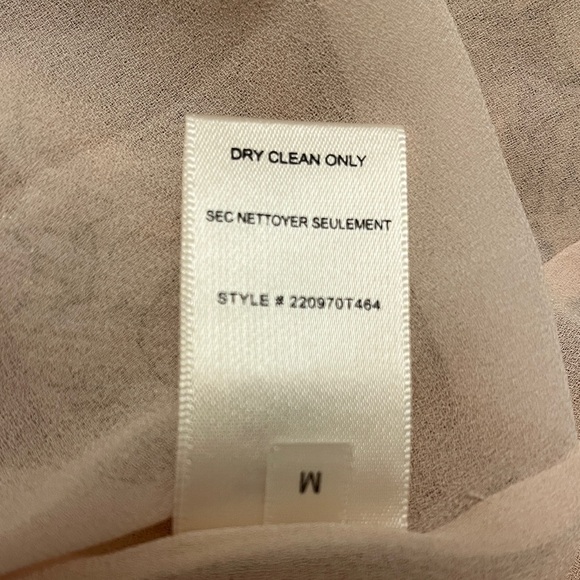 DRY CLEAN ONLY
SEC NETTOYER SEULEMENT
STYLE # 220970T464
M